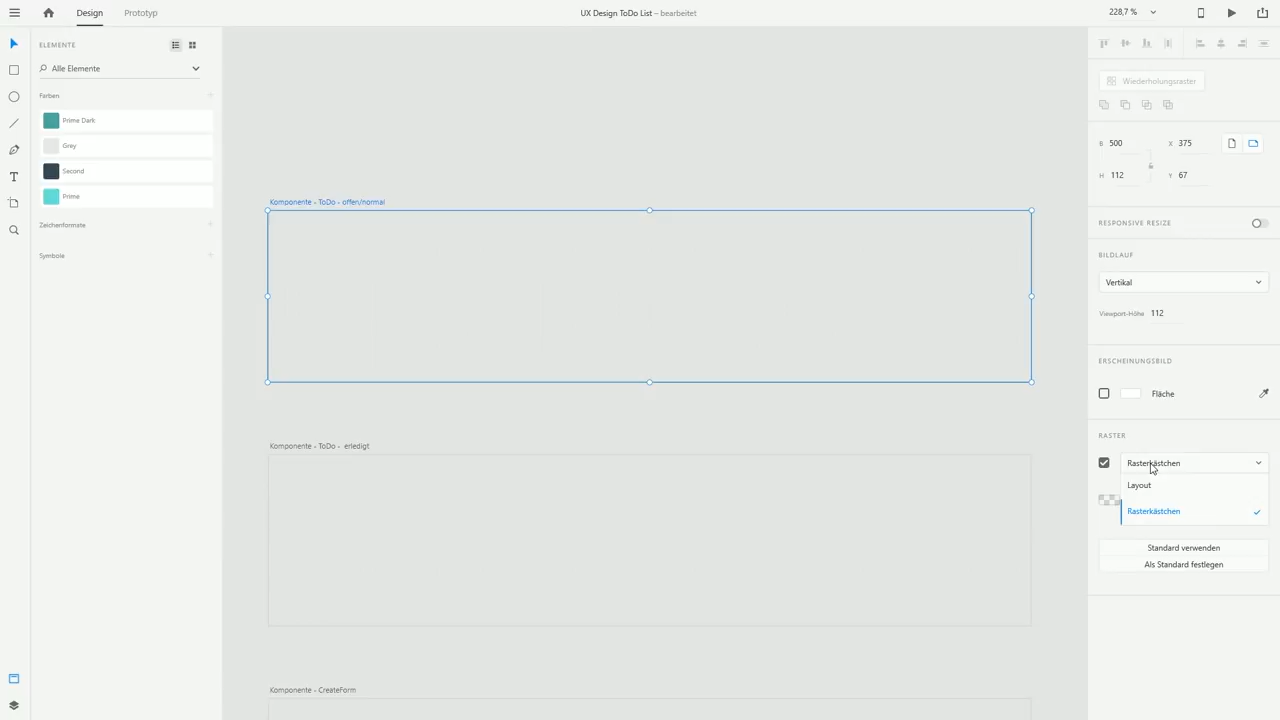 Design
Prototyp
UX Design ToDo List – bearbeitet
228,7 %
ELEMENTE
Alle Elemente
Farben
Prime Dark
Grey
Second
Prime
Zeichenformate
Symbole
Komponente - ToDo - offen/normal
Komponente - ToDo - erledigt
Komponente - CreateForm
Wiederholungsraster
B 500 X 375
H 112 Y 67
RESPONSIVE RESIZE
BILDLAUF
Vertikal
Viewport-Höhe 112
ERSCHEINUNGSBILD
Fläche
RASTER
Rasterkästchen
Layout
Rasterkästchen
Standard verwenden
Als Standard festlegen